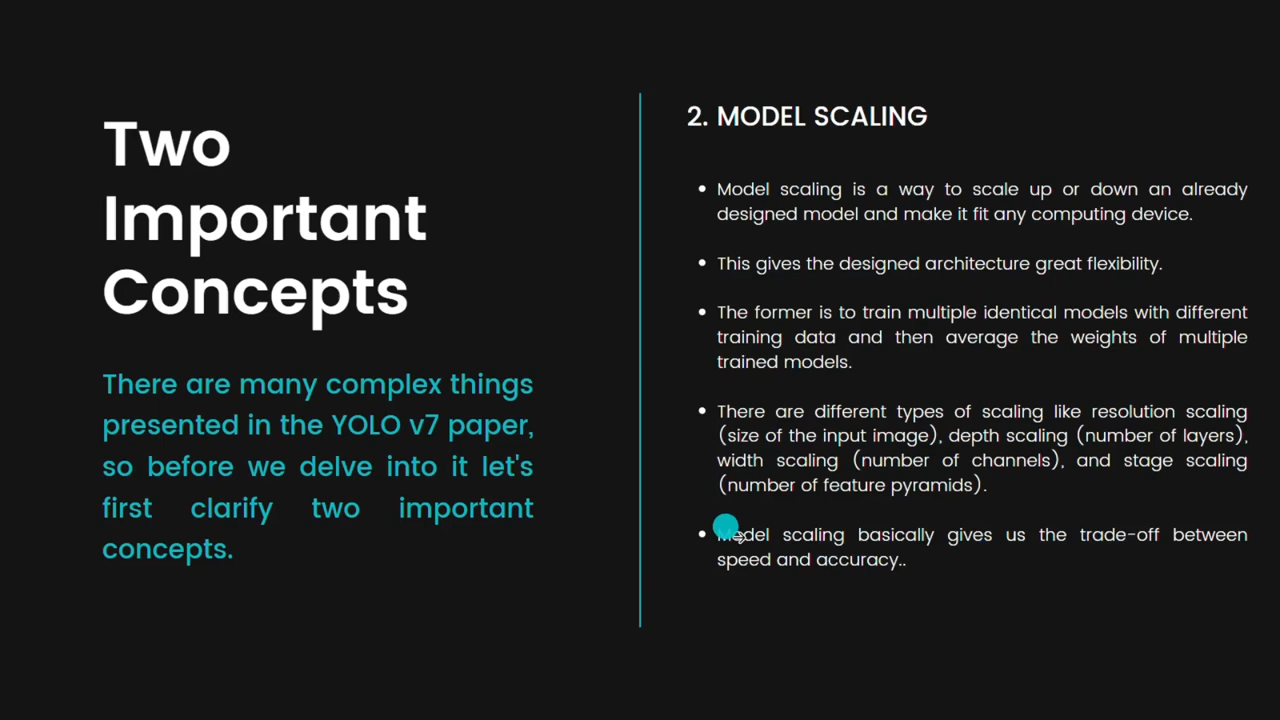 Two
Important
Concepts
There are many complex things
presented in the YOLO v7 paper,
so before we delve into it let's
first clarify two important
concepts.
2. MODEL SCALING
• Model scaling is a way to scale up or down an already
designed model and make it fit any computing device.
• This gives the designed architecture great flexibility.
• The former is to train multiple identical models with different
training data and then average the weights of multiple
trained models.
• There are different types of scaling like resolution scaling
(size of the input image), depth scaling (number of layers),
width scaling (number of channels), and stage scaling
(number of feature pyramids).
• Model scaling basically gives us the trade-off between
speed and accuracy..